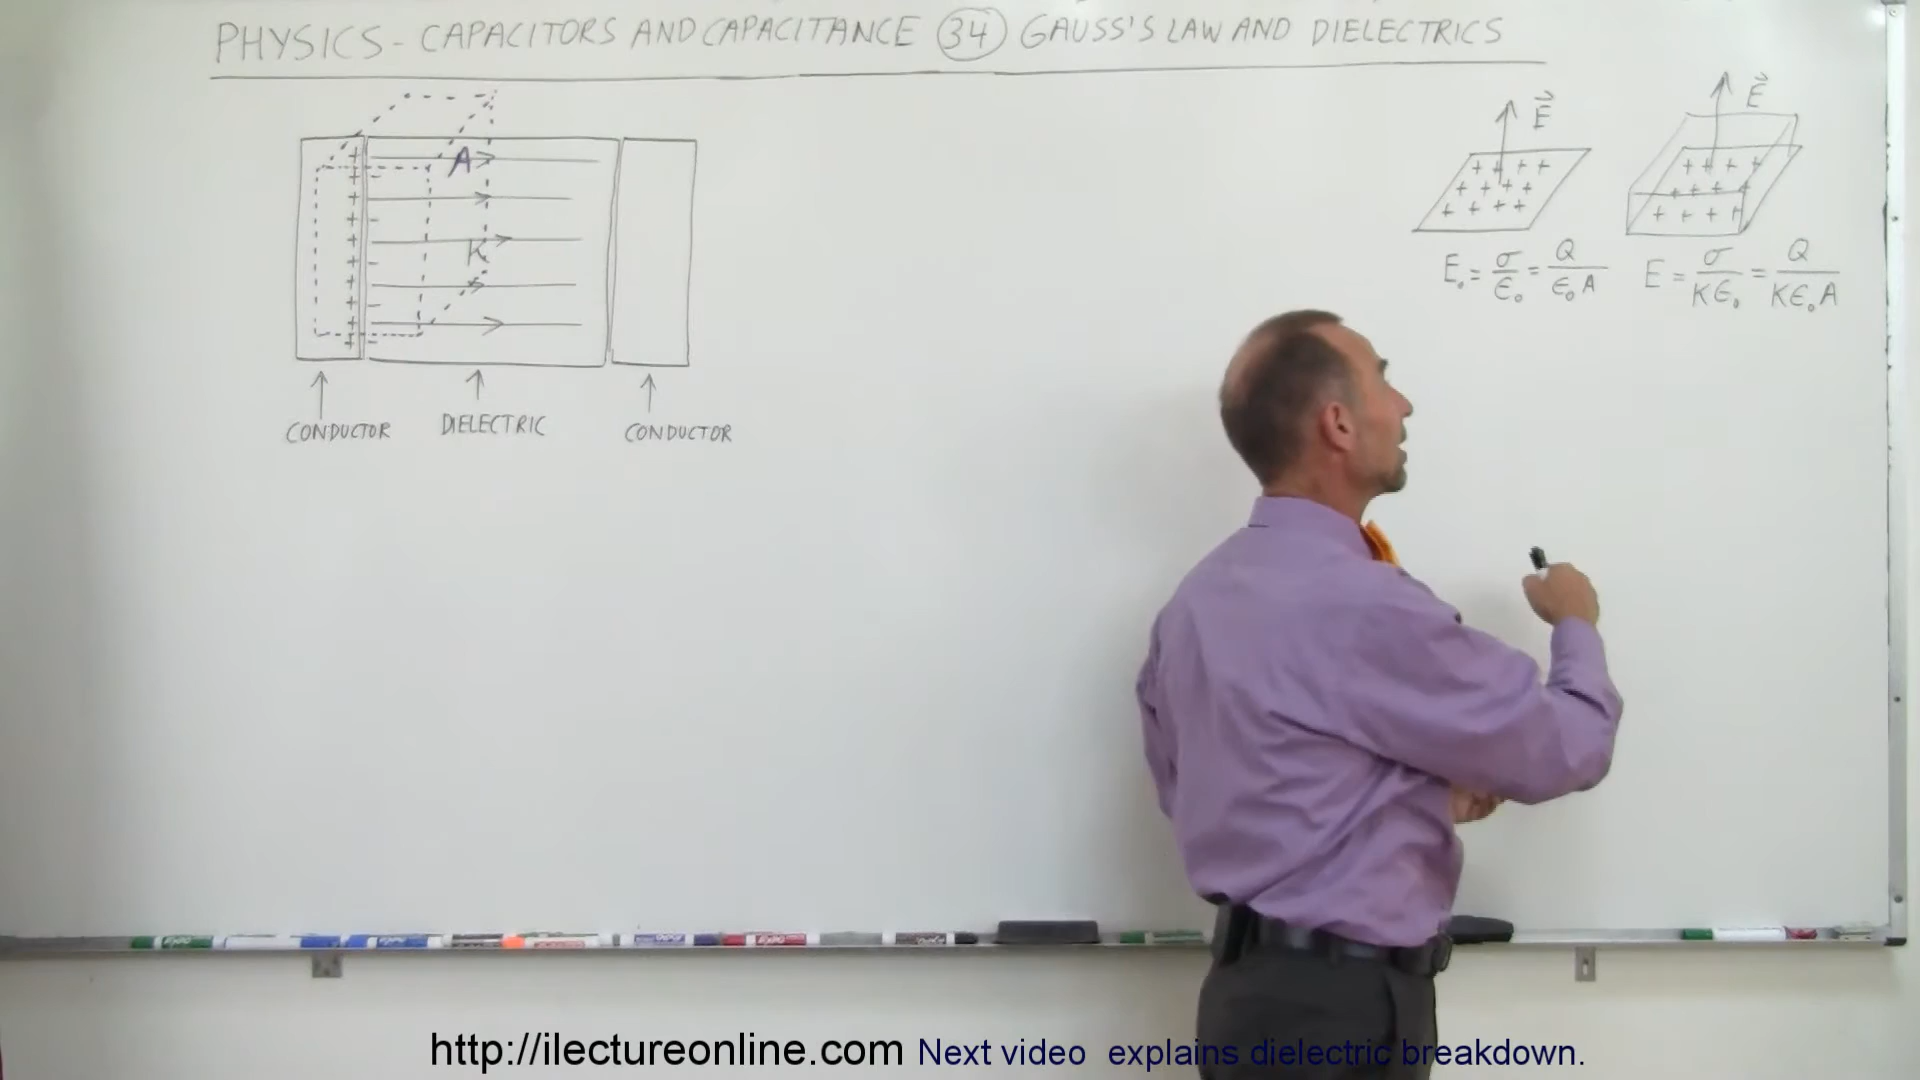 PHYSICS - CAPACITORS AND CAPACITANCE (34) GAUSS'S LAW AND DIELECTRICS
A
K
CONDUCTOR
DIELECTRIC
CONDUCTOR
E⃗
E⃗
E₀ = σ/ϵ₀ = Q/ϵ₀A
E = σ/Kϵ₀ = Q/Kϵ₀A
http://ilectureonline.com Next video explains dielectric breakdown.